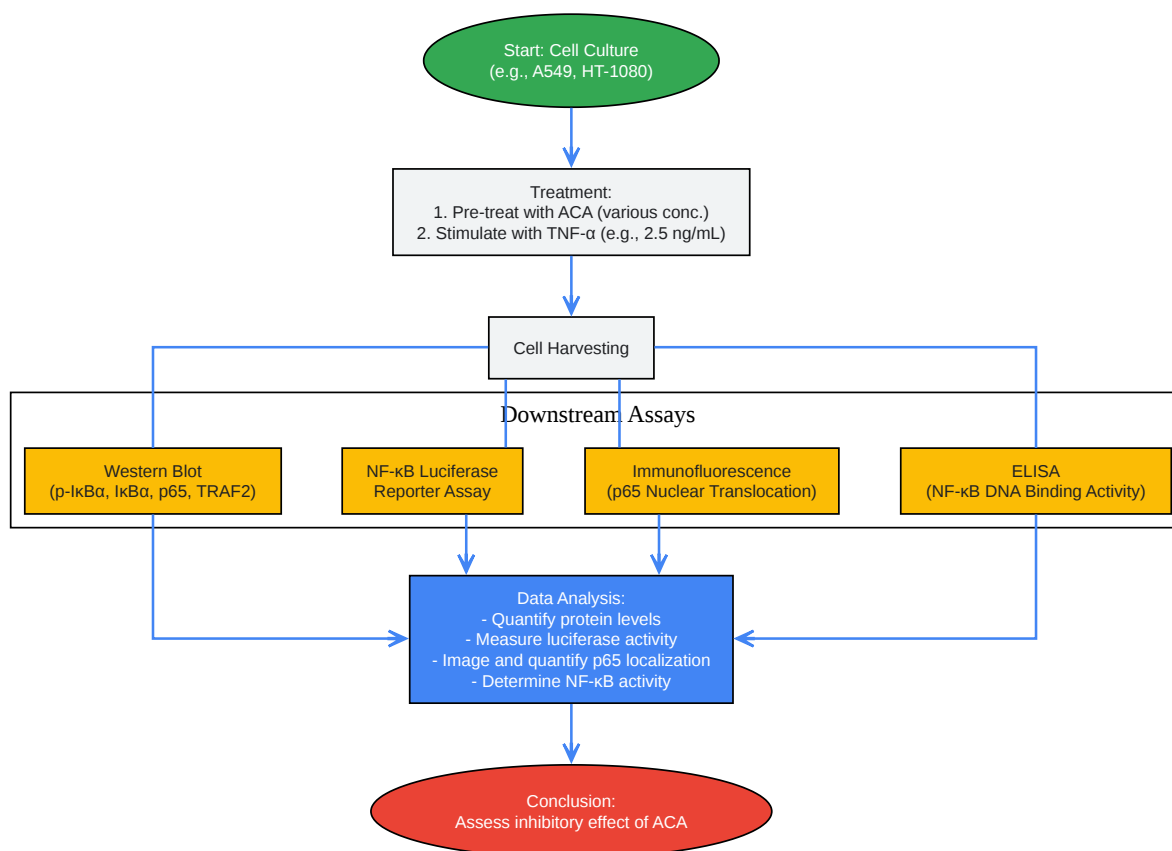 Start: Cell Culture
(e.g., A549, HT-1080)
Treatment:
1. Pre-treat with ACA (various conc.)
2. Stimulate with TNF-α (e.g., 2.5 ng/mL)
Cell Harvesting
Downstream Assays
Western Blot
(p-IκBα, IκBα, p65, TRAF2)
NF-κB Luciferase
Reporter Assay
Immunofluorescence
(p65 Nuclear Translocation)
ELISA
(NF-κB DNA Binding Activity)
Data Analysis:
- Quantify protein levels
- Measure luciferase activity
- Image and quantify p65 localization
- Determine NF-κB activity
Conclusion:
Assess inhibitory effect of ACA